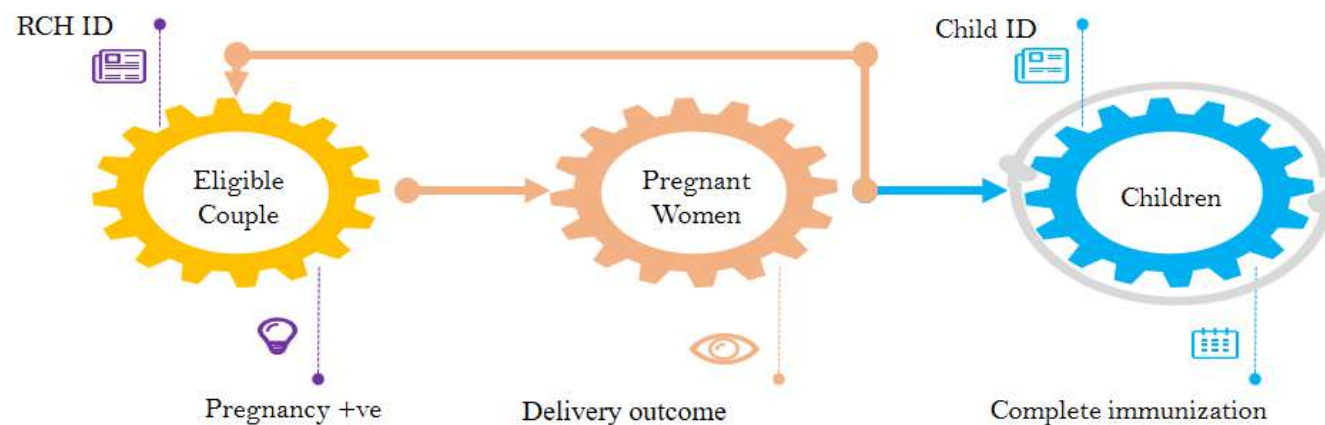 RCH ID
Child ID
Eligible
Couple
Pregnant
Women
Children
Pregnancy +ve
Delivery outcome
Complete immunization